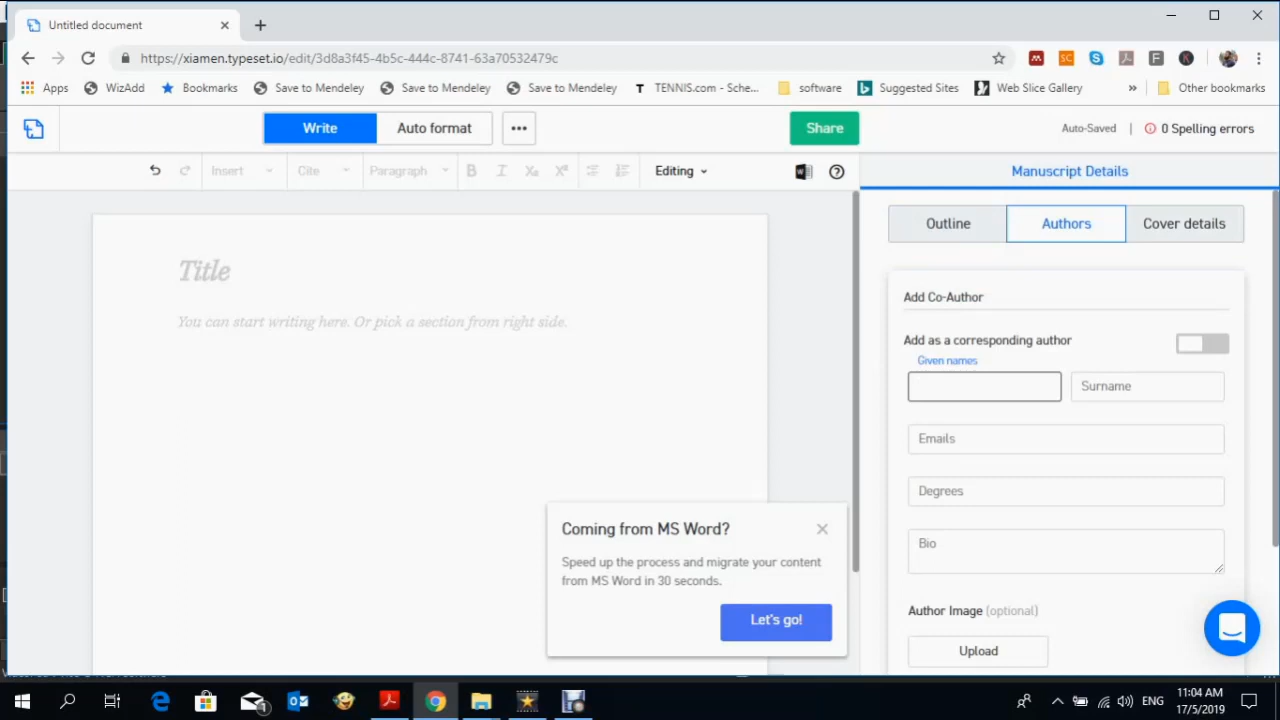 Untitled document
https://xiamen.typeset.io/edit/3d8a3f45-4b5c-444c-8741-63a70532479c
Apps WizAdd Bookmarks Save to Mendeley Save to Mendeley Save to Mendeley T TENNIS.com - Sche... software Suggested Sites Web Slice Gallery » Other bookmarks
Write Auto format ••• Share Auto-Saved | 0 Spelling errors
Insert Cite Paragraph B I X₂ X² Editing Manuscript Details
Outline Authors Cover details
Title
You can start writing here. Or pick a section from right side.
Add Co-Author
Add as a corresponding author
Given names
Surname
Emails
Degrees
Bio
Author Image (optional)
Upload
Coming from MS Word?
Speed up the process and migrate your content
from MS Word in 30 seconds.
Let's go!
ENG
11:04 AM
17/5/2019